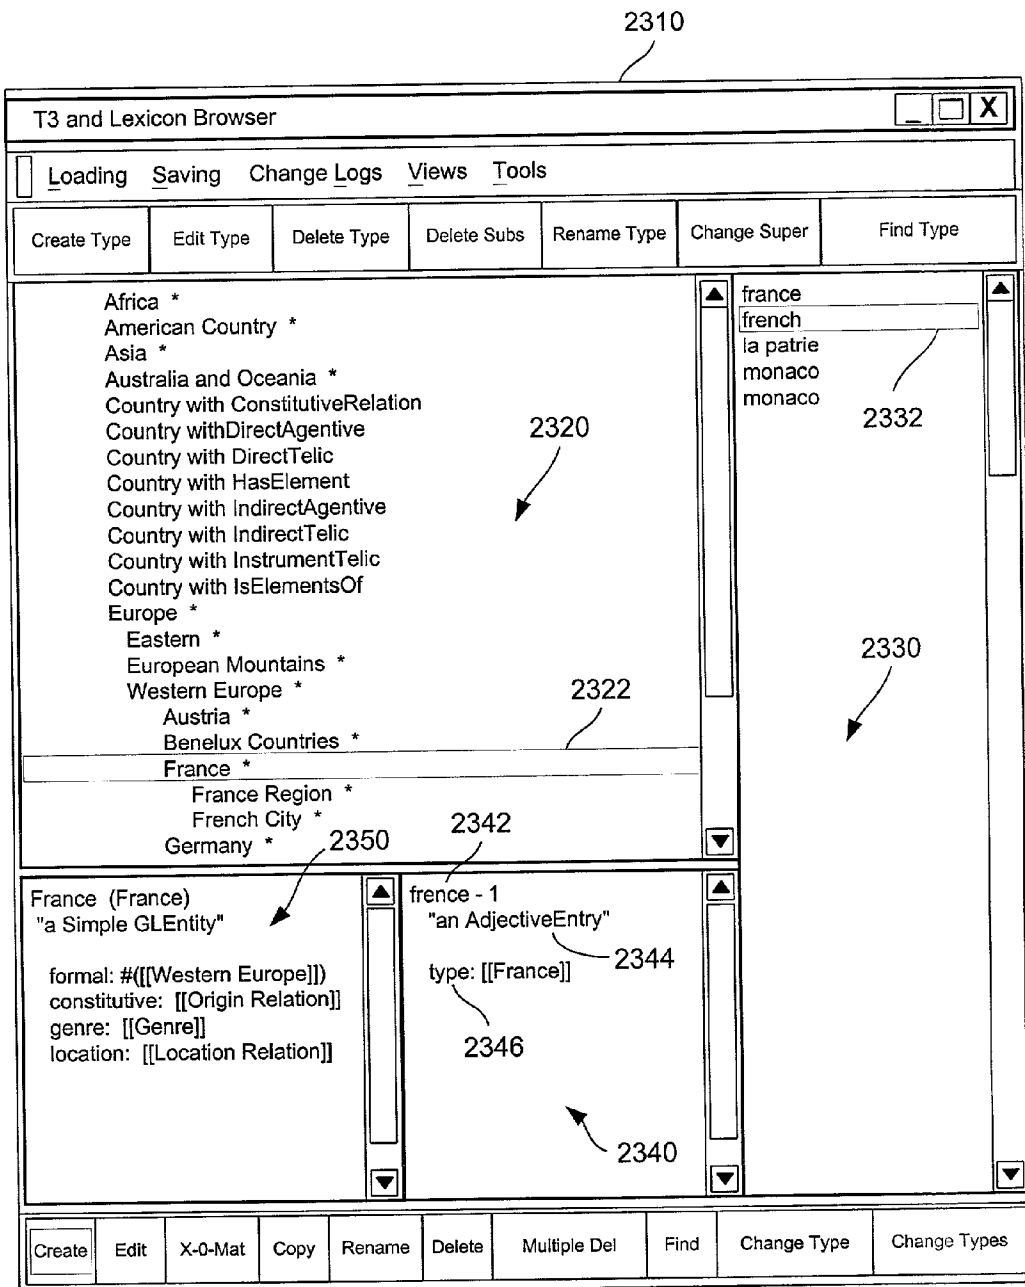 2310
T3 and Lexicon Browser
_ X
Loading Saving Change Logs Views Tools
Create Type Edit Type Delete Type Delete Subs Rename Type Change Super Find Type
Africa *
American Country *
Asia *
Australia and Oceania *
Country with ConstitutiveRelation
Country withDirectAgentive
Country with DirectTelic
Country with HasElement
Country with IndirectAgentive
Country with IndirectTelic
Country with InstrumentTelic
Country with IsElementsOf
Europe *
Eastern *
European Mountains *
Western Europe *
Austria *
Benelux Countries *
France *
France Region *
French City *
Germany *
2320
2322
france
french
la patrie
monaco
monaco
2332
2330
2350
France (France)
"a Simple GLEntity"
formal: #([[Western Europe]])
constitutive: [[Origin Relation]]
genre: [[Genre]]
location: [[Location Relation]]
2342
frence - 1
"an AdjectiveEntry"
2344
type: [[France]]
2346
2340
Create Edit X-0-Mat Copy Rename Delete Multiple Del Find Change Type Change Types